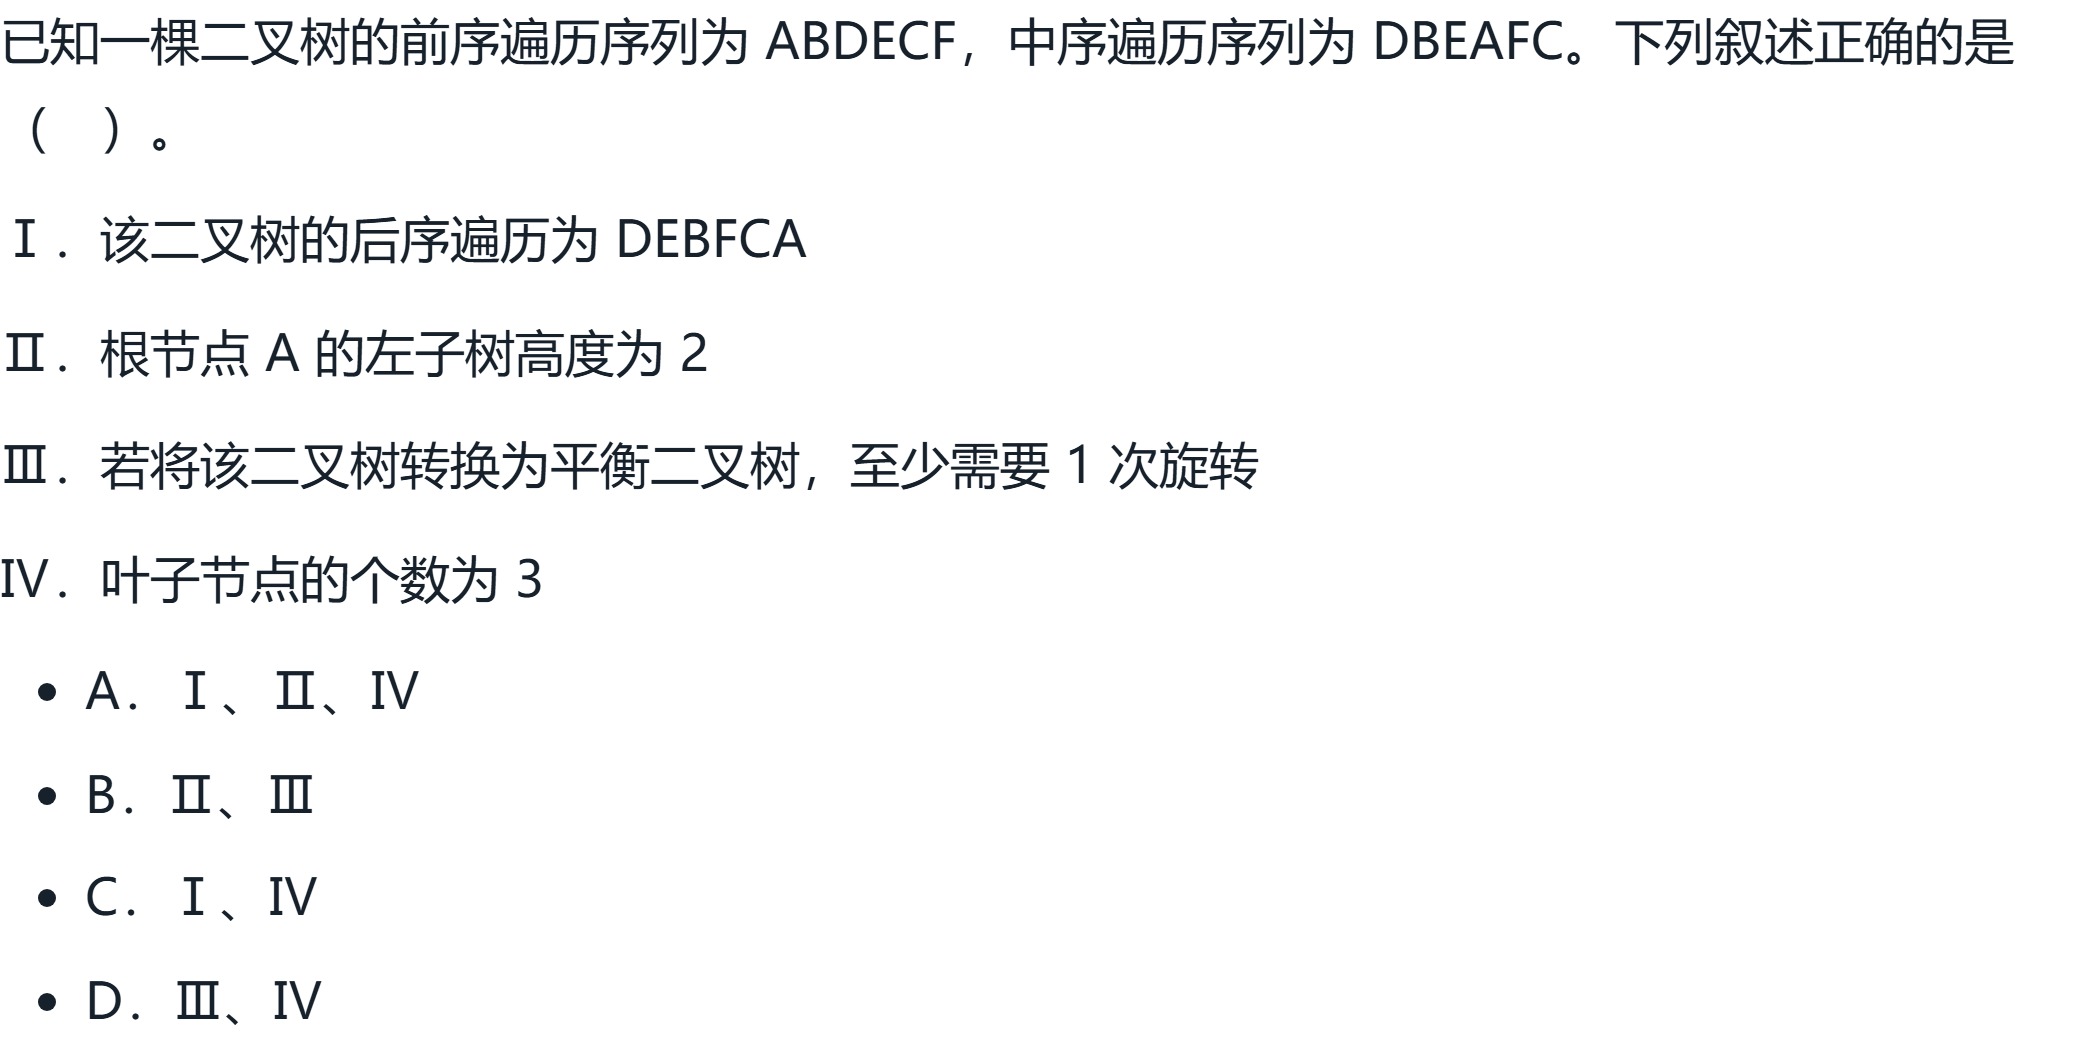 已知一棵二叉树的前序遍历序列为 ABDECF，中序遍历序列为 DBEAFC。下列叙述正确的是
（　）。
Ⅰ．该二叉树的后序遍历为 DEBFCA
Ⅱ．根节点 A 的左子树高度为 2
Ⅲ．若将该二叉树转换为平衡二叉树，至少需要 1 次旋转
Ⅳ．叶子节点的个数为 3
• A．Ⅰ、Ⅱ、Ⅳ
• B．Ⅱ、Ⅲ
• C．Ⅰ、Ⅳ
• D．Ⅲ、Ⅳ